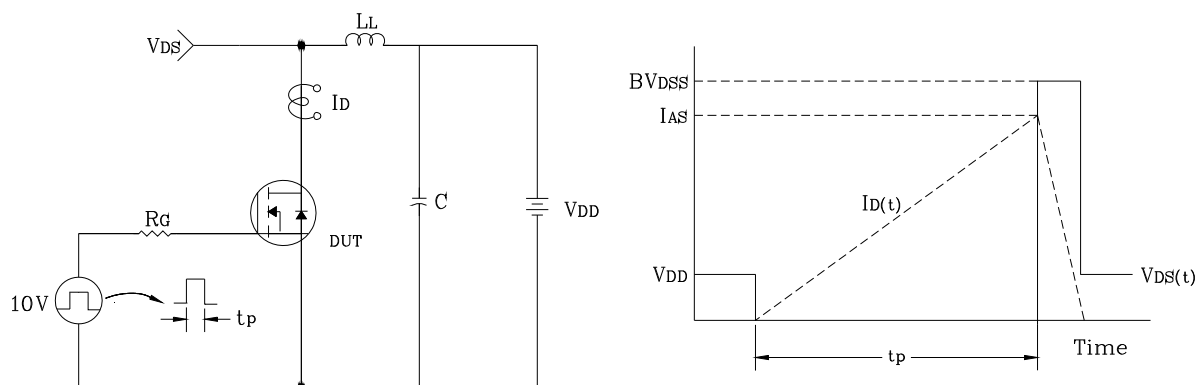 VDS
LL
ID
C
VDD
RG
DUT
10V
tp
BVDSS
IAS
ID(t)
VDD
VDS(t)
tp
Time